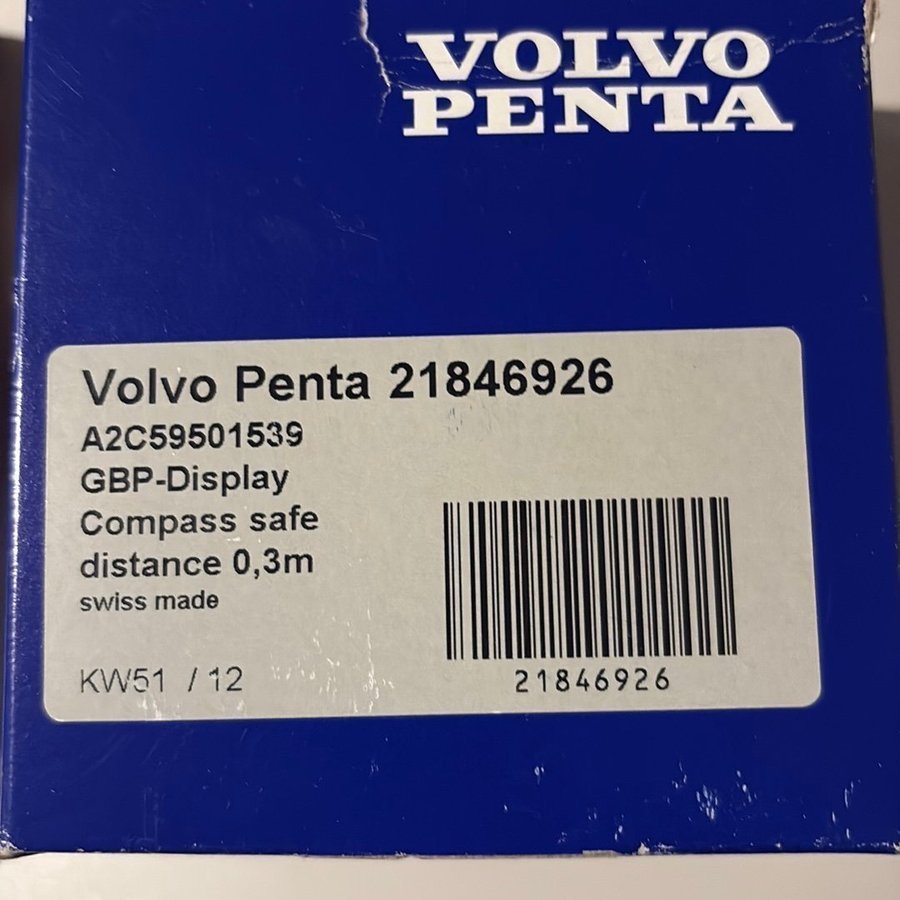 VOLVO
PENTA
Volvo Penta 21846926
A2C59501539
GBP-Display
Compass safe
distance 0,3m
swiss made
KW51 / 12
21846926